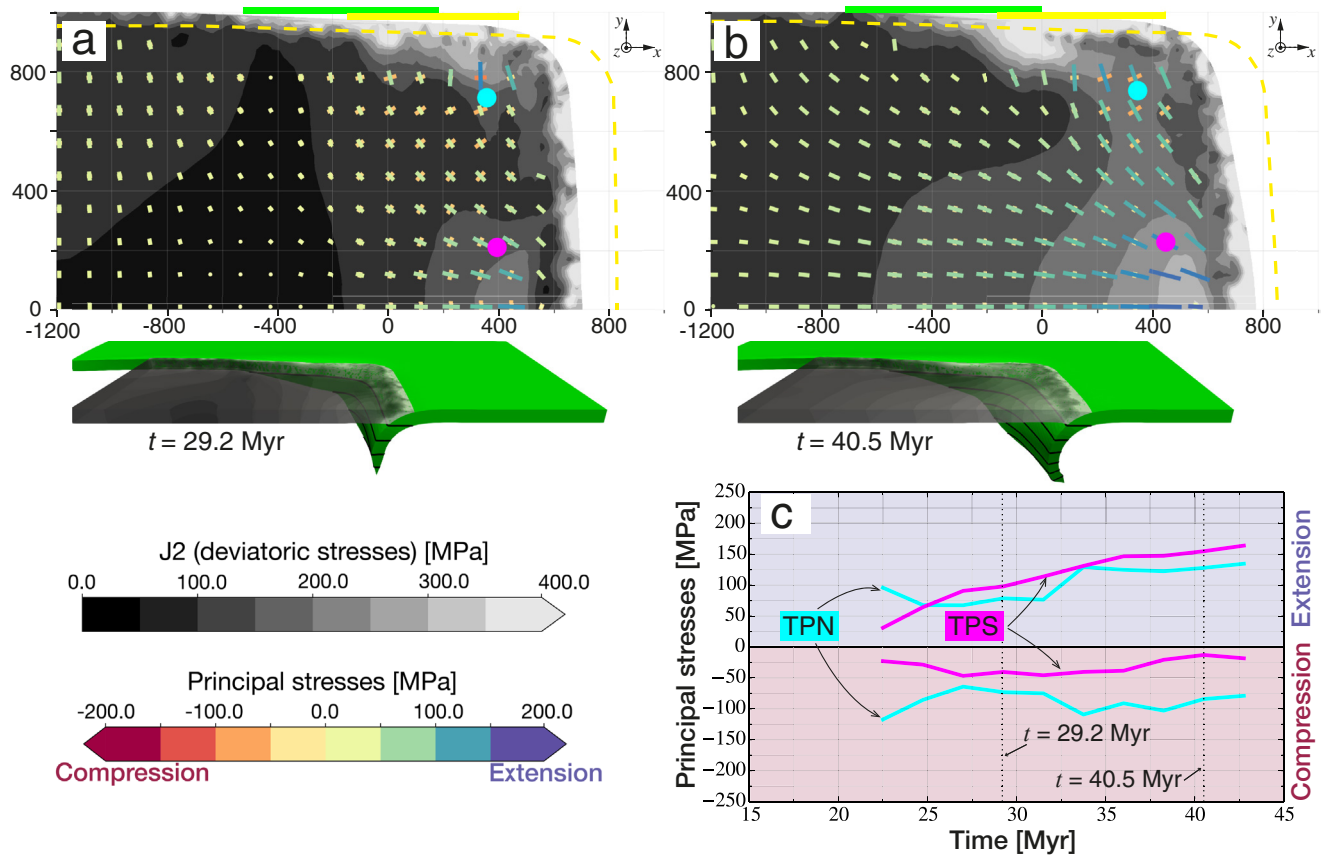 a
y
z
x
800
400
0
-1200
-800
-400
0
400
800
t = 29.2 Myr
b
y
z
x
800
400
0
-1200
-800
-400
0
400
800
t = 40.5 Myr
J2 (deviatoric stresses) [MPa]
0.0 100.0 200.0 300.0 400.0
Principal stresses [MPa]
-200.0 -100.0 0.0 100.0 200.0
Compression Extension
c
Principal stresses [MPa]
250
200
150
100
50
0
−50
−100
−150
−200
−250
TPN
TPS
t = 29.2 Myr
t = 40.5 Myr
Extension
Compression
15 20 25 30 35 40 45
Time [Myr]